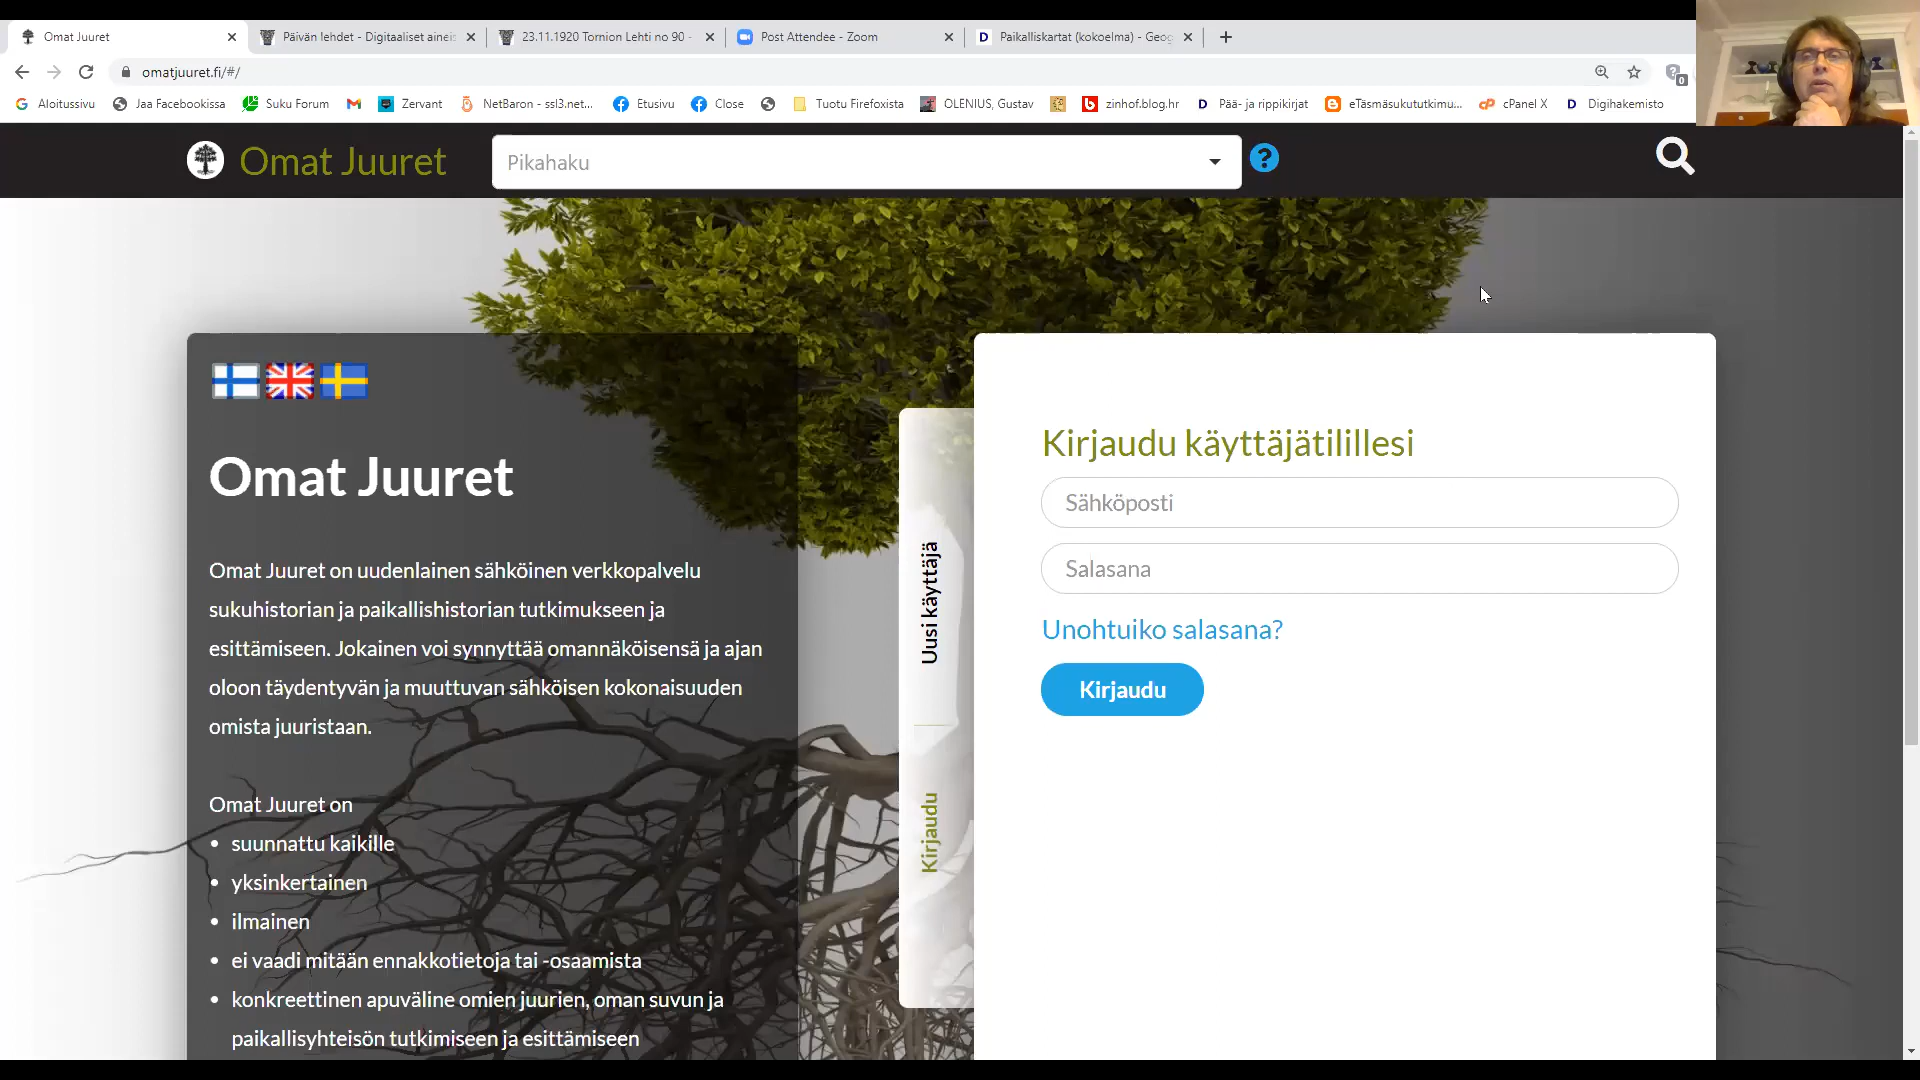 Omat Juuret
Päivän lehdet - Digitaaliset aineis
23.11.1920 Tornion Lehti no 90 -
Post Attendee - Zoom
Paikalliskartat (kokoelma) - Geog
omatjuuret.fi/#/
0
Aloitussivu
Jaa Facebookissa
Suku Forum
Zervant
NetBaron - ssl3.net...
Etusivu
Close
Tuotu Firefoxista
OLENIUS, Gustav
zinhof.blog.hr
Pää- ja rippikirjat
eTäsmäsukututkimu...
cPanel X
Digihakemisto
Omat Juuret
Pikahaku
?
Omat Juuret
Omat Juuret on uudenlainen sähköinen verkkopalvelu
sukuhistorian ja paikallishistorian tutkimukseen ja
esittämiseen. Jokainen voi synnyttää omannäköisensä ja ajan
oloon täydentyvän ja muuttuvan sähköisen kokonaisuuden
omista juuristaan.
Omat Juuret on
• suunnattu kaikille
• yksinkertainen
• ilmainen
• ei vaadi mitään ennakkotietoja tai -osaamista
• konkreettinen apuväline omien juurien, oman suvun ja
paikallisyhteisön tutkimiseen ja esittämiseen
Uusi käyttäjä
Kirjaudu
Kirjaudu käyttäjätilillesi
Sähköposti
Salasana
Unohtuiko salasana?
Kirjaudu